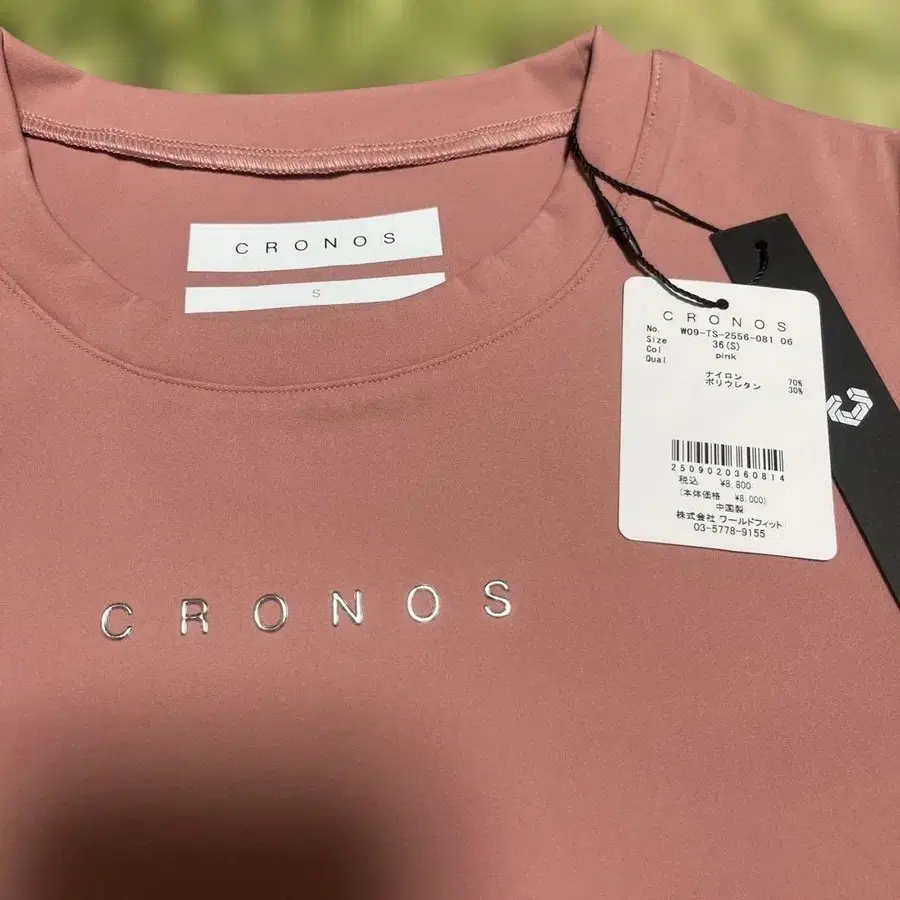 CRONOS
S
CRONOS
No. W09-TS-2556-081 06
Size 36(S)
Col pink
Qual
ナイロン 70%
ポリウレタン 30%
2509020360814
税込 ¥8,800
(本体価格 ¥8,000)
中国製
株式会社 ワールドフィット
03-5778-9155
CRONOS